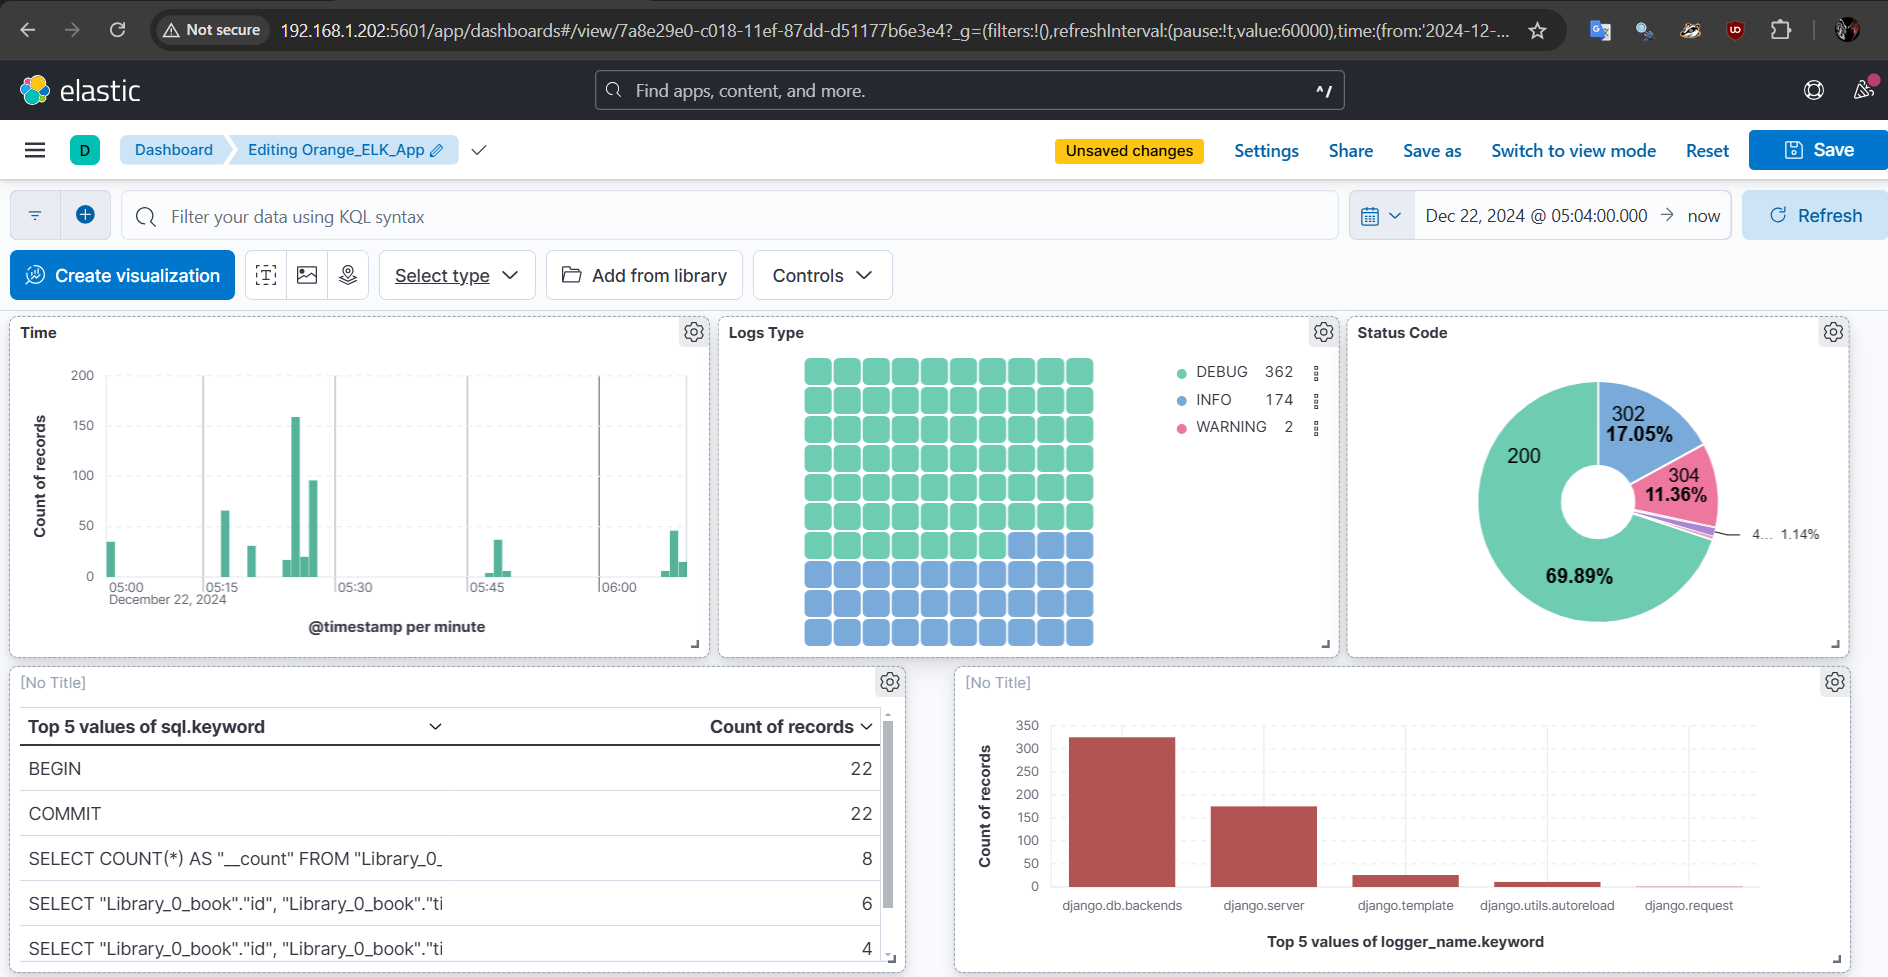 Not secure
192.168.1.202:5601/app/dashboards#/view/7a8e29e0-c018-11ef-87dd-d51177b6e3e4?_g=(filters:!(),refreshInterval:(pause:!t,value:60000),time:(from:'2024-12-...
elastic
Find apps, content, and more.
^/
D
Dashboard
Editing Orange_ELK_App
Unsaved changes
Settings
Share
Save as
Switch to view mode
Reset
Save
Filter your data using KQL syntax
Dec 22, 2024 @ 05:04:00.000 → now
Refresh
Create visualization
Select type
Add from library
Controls
Time
200
150
100
50
0
Count of records
05:00
05:15
05:30
05:45
06:00
December 22, 2024
@timestamp per minute
Logs Type
DEBUG 362
INFO 174
WARNING 2
Status Code
302
17.05%
200
304
11.36%
4... 1.14%
69.89%
[No Title]
Top 5 values of sql.keyword
Count of records
BEGIN 22
COMMIT 22
SELECT COUNT(*) AS "__count" FROM "Library_0_ 8
SELECT "Library_0_book"."id", "Library_0_book"."ti 6
SELECT "Library_0_book"."id", "Library_0_book"."ti 4
[No Title]
350
300
250
200
150
100
50
0
Count of records
django.db.backends
django.server
django.template
django.utils.autoreload
django.request
Top 5 values of logger_name.keyword